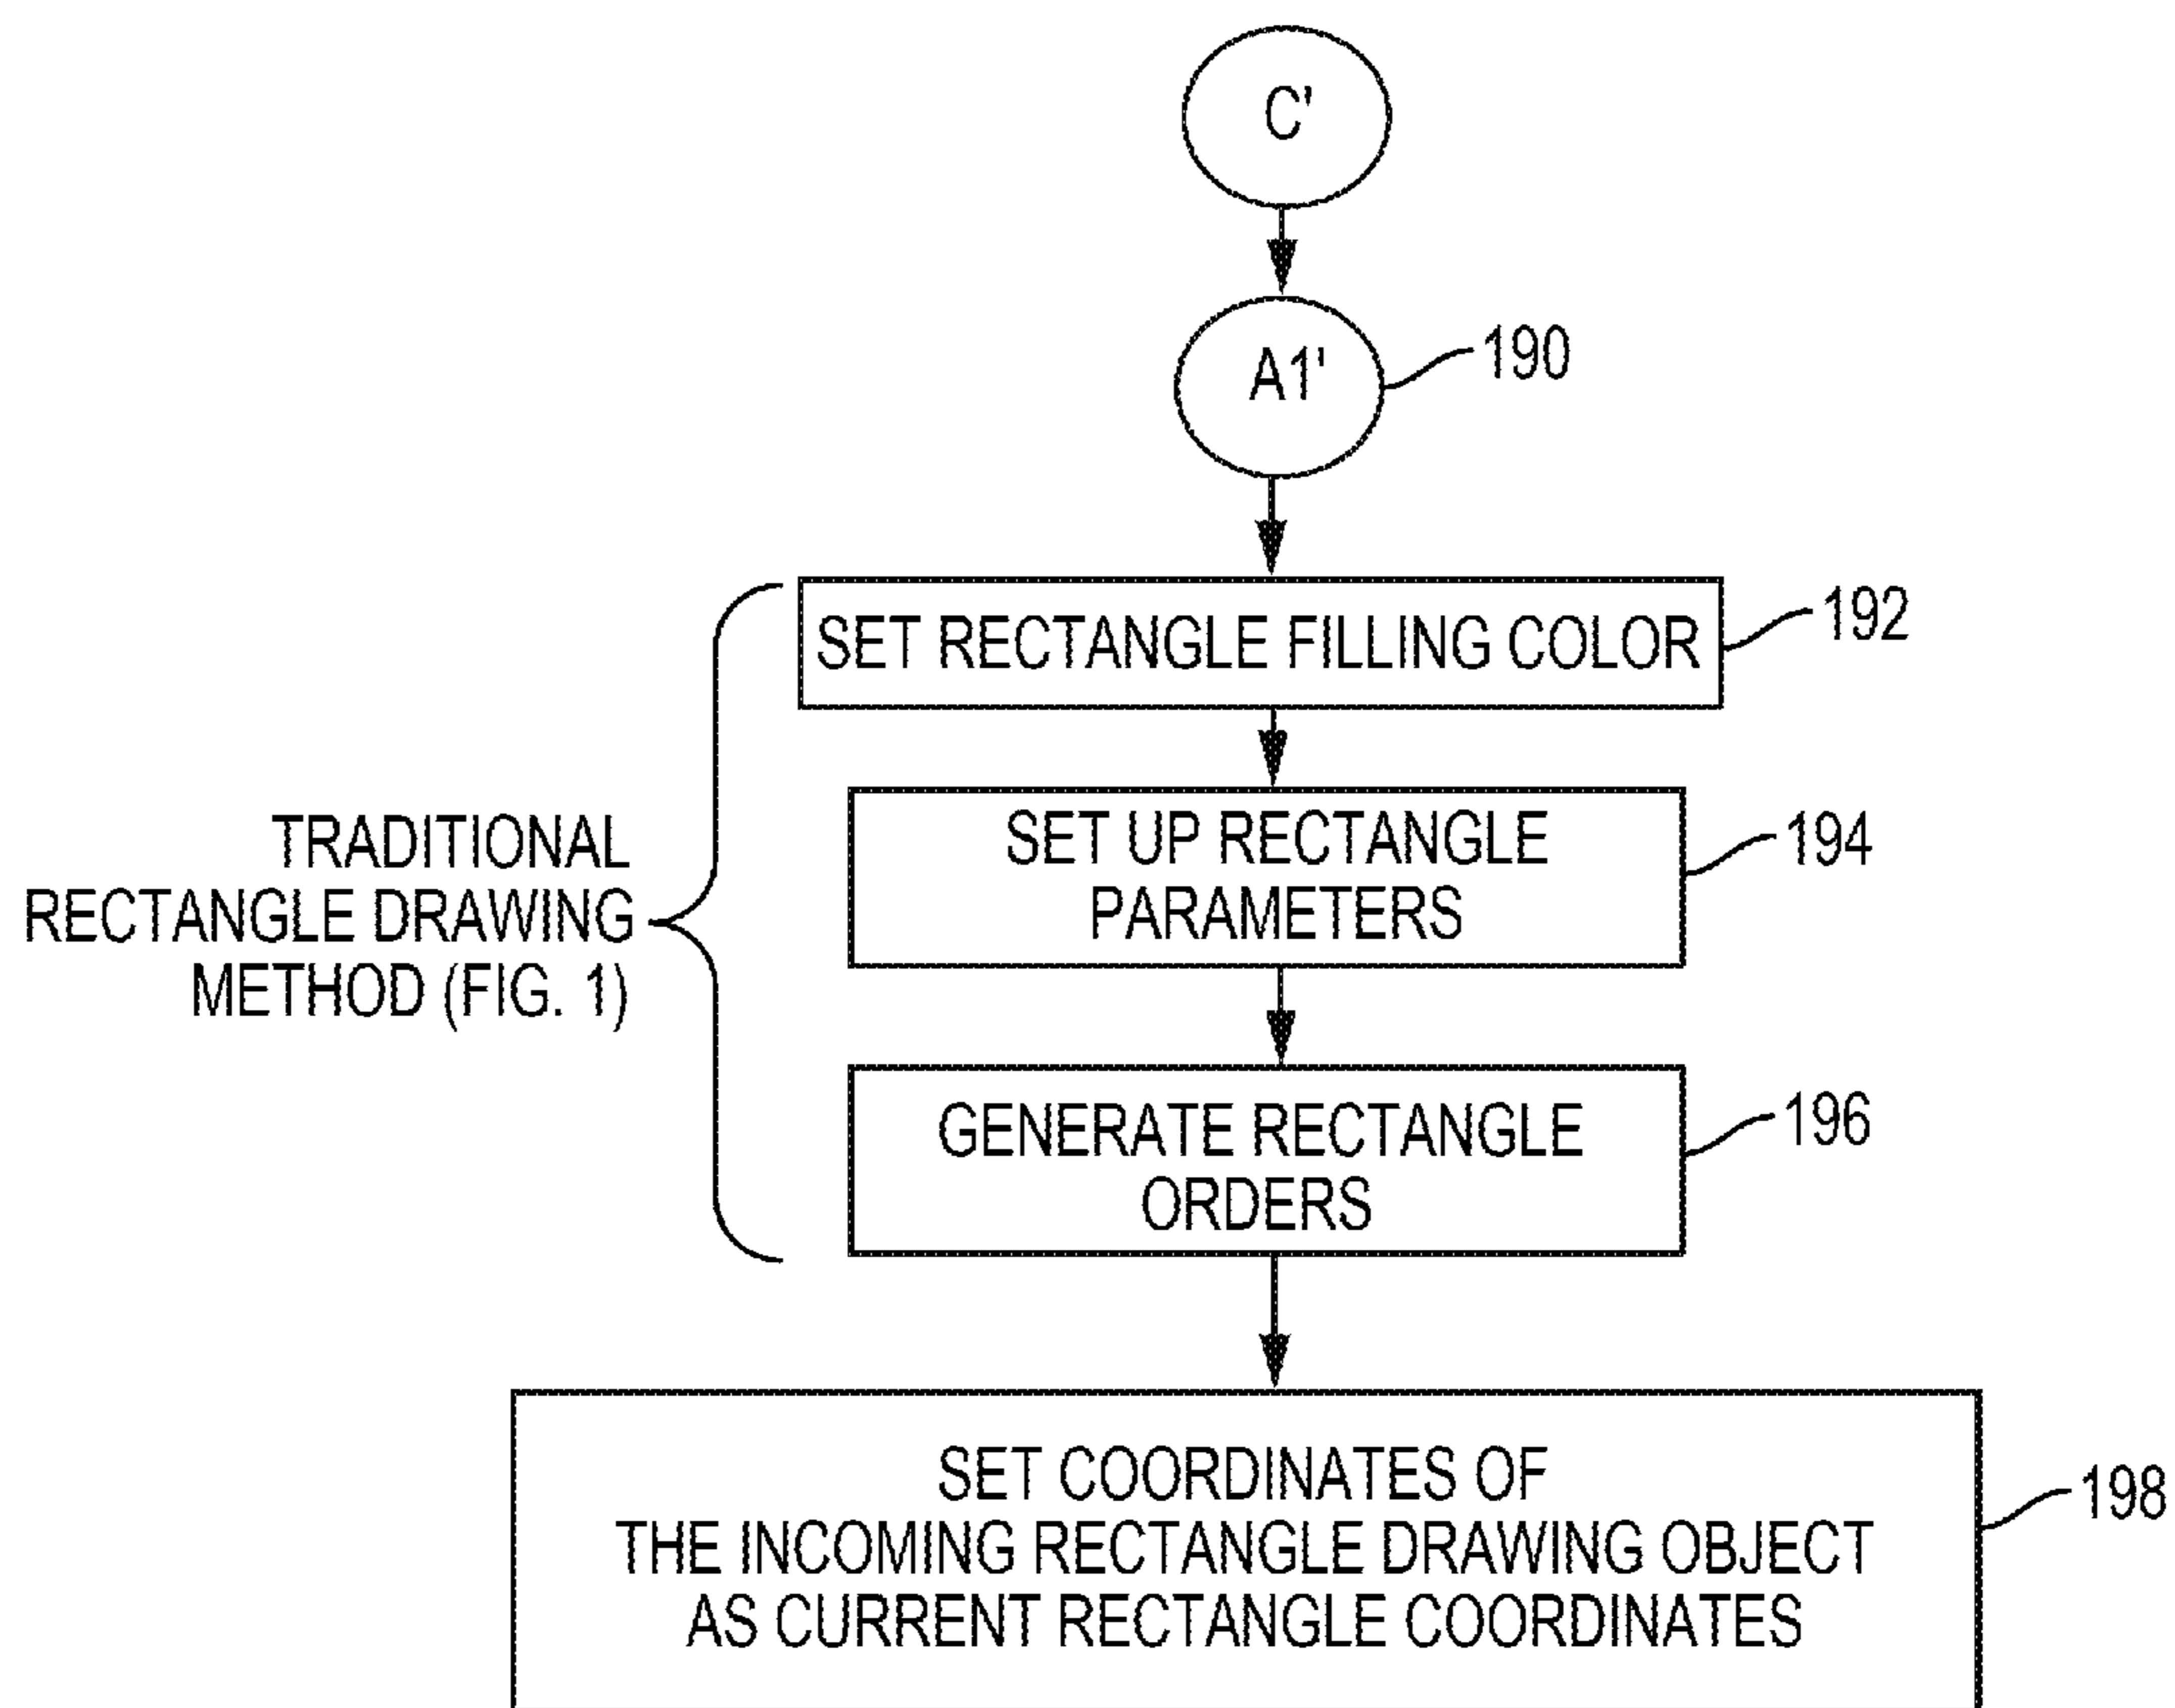 C'
A1'
190
SET RECTANGLE FILLING COLOR
192
TRADITIONAL
RECTANGLE DRAWING
METHOD (FIG. 1)
SET UP RECTANGLE
PARAMETERS
194
GENERATE RECTANGLE
ORDERS
196
SET COORDINATES OF
THE INCOMING RECTANGLE DRAWING OBJECT
AS CURRENT RECTANGLE COORDINATES
198